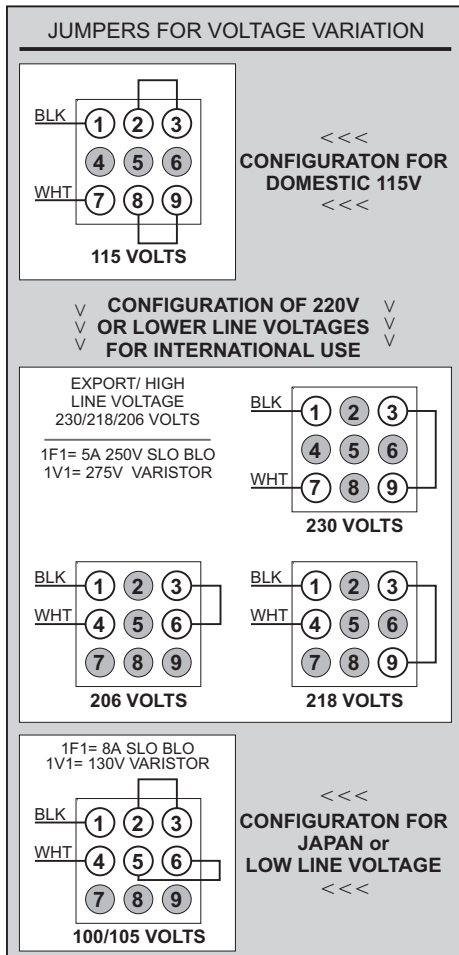 JUMPERS FOR VOLTAGE VARIATION
BLK 1 2 3
4 5 6
WHT 7 8 9
115 VOLTS
<<<
CONFIGURATON FOR
DOMESTIC 115V
<<<
V CONFIGURATION OF 220V V
V OR LOWER LINE VOLTAGES V
V FOR INTERNATIONAL USE V
EXPORT/ HIGH
LINE VOLTAGE
230/218/206 VOLTS
1F1= 5A 250V SLO BLO
1V1= 275V VARISTOR
BLK 1 2 3
4 5 6
WHT 7 8 9
230 VOLTS
BLK 1 2 3
WHT 4 5 6
7 8 9
206 VOLTS
BLK 1 2 3
WHT 4 5 6
7 8 9
218 VOLTS
1F1= 8A SLO BLO
1V1= 130V VARISTOR
BLK 1 2 3
WHT 4 5 6
7 8 9
100/105 VOLTS
<<<
CONFIGURATON FOR
JAPAN or
LOW LINE VOLTAGE
<<<